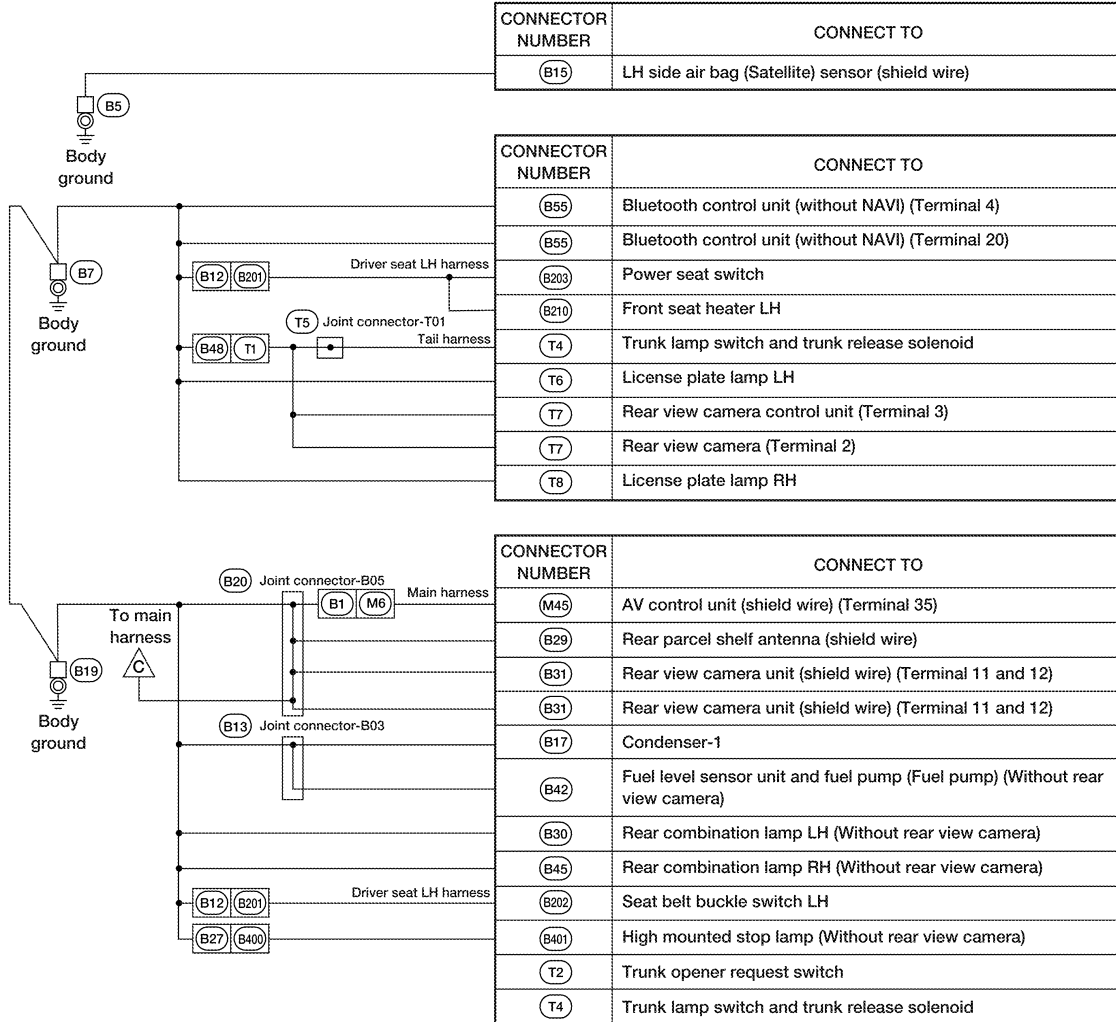 CONNECTOR NUMBER CONNECT TO
B15 LH side air bag (Satellite) sensor (shield wire)
B5
Body
ground
CONNECTOR NUMBER CONNECT TO
B55 Bluetooth control unit (without NAVI) (Terminal 4)
B55 Bluetooth control unit (without NAVI) (Terminal 20)
B7
Body
ground
B12 B201 Driver seat LH harness B203 Power seat switch
B210 Front seat heater LH
T5 Joint connector-T01
B48 T1 Tail harness T4 Trunk lamp switch and trunk release solenoid
T6 License plate lamp LH
T7 Rear view camera control unit (Terminal 3)
T7 Rear view camera (Terminal 2)
T8 License plate lamp RH
CONNECTOR NUMBER CONNECT TO
B20 Joint connector-B05
B1 M6 Main harness M45 AV control unit (shield wire) (Terminal 35)
To main
harness
C
B19
Body
ground
B29 Rear parcel shelf antenna (shield wire)
B31 Rear view camera unit (shield wire) (Terminal 11 and 12)
B31 Rear view camera unit (shield wire) (Terminal 11 and 12)
B13 Joint connector-B03
B17 Condenser-1
B42 Fuel level sensor unit and fuel pump (Fuel pump) (Without rear
view camera)
B30 Rear combination lamp LH (Without rear view camera)
B45 Rear combination lamp RH (Without rear view camera)
B12 B201 Driver seat LH harness B202 Seat belt buckle switch LH
B27 B400 B401 High mounted stop lamp (Without rear view camera)
T2 Trunk opener request switch
T4 Trunk lamp switch and trunk release solenoid